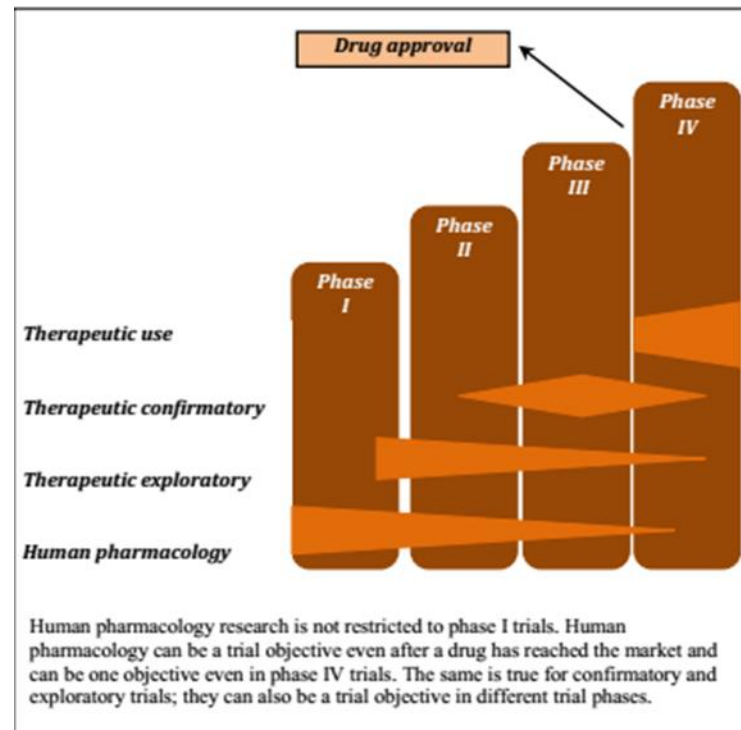 Drug approval
Phase
IV
Phase
III
Phase
II
Phase
I
Therapeutic use
Therapeutic confirmatory
Therapeutic exploratory
Human pharmacology
Human pharmacology research is not restricted to phase I trials. Human
pharmacology can be a trial objective even after a drug has reached the market and
can be one objective even in phase IV trials. The same is true for confirmatory and
exploratory trials; they can also be a trial objective in different trial phases.